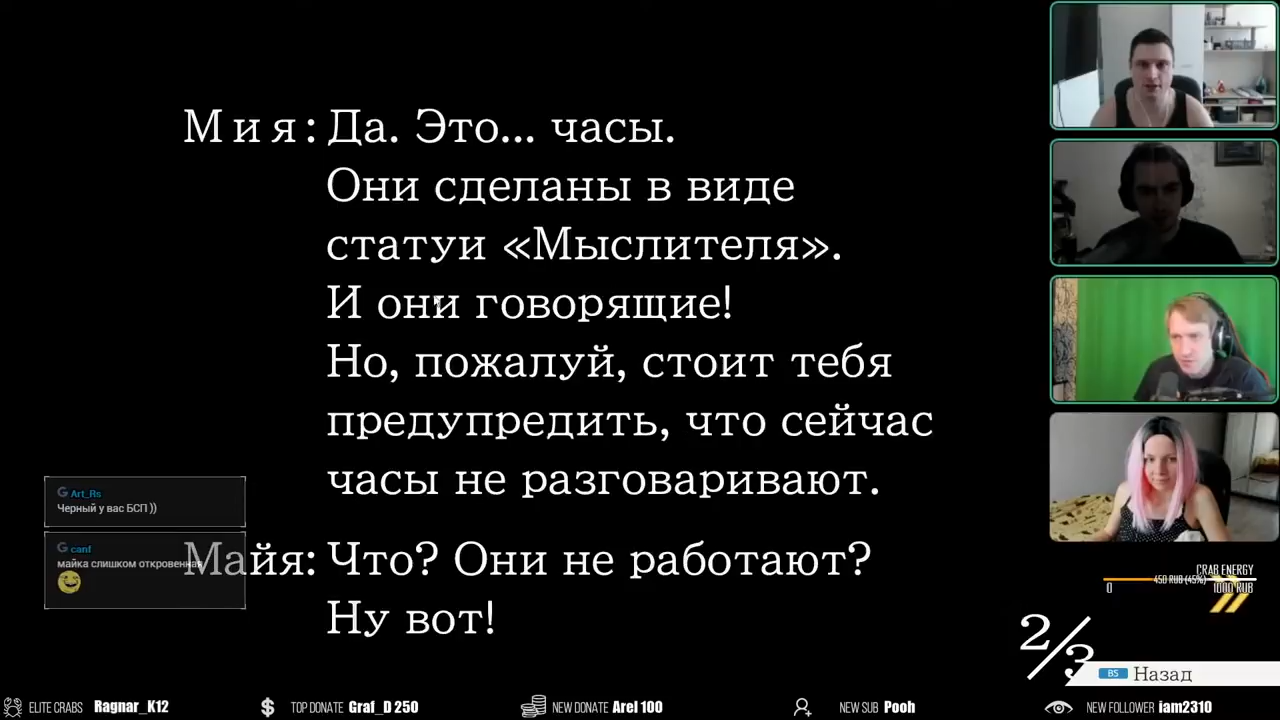 Мия: Да. Это... часы.
Они сделаны в виде
статуи «Мыслителя».
И они говорящие!
Но, пожалуй, стоит тебя
предупредить, что сейчас
часы не разговаривают.
Майя: Что? Они не работают?
Ну вот!
Art_Rs
Черный у вас БСП ))
canf
майка слишком откровенная
CRAB ENERGY
450 RUB (45%)
0
1000 RUB
2/3
BS Назад
ELITE CRABS Ragnar_K12
TOP DONATE Graf_D 250
NEW DONATE Arel 100
NEW SUB Pooh
NEW FOLLOWER iam2310